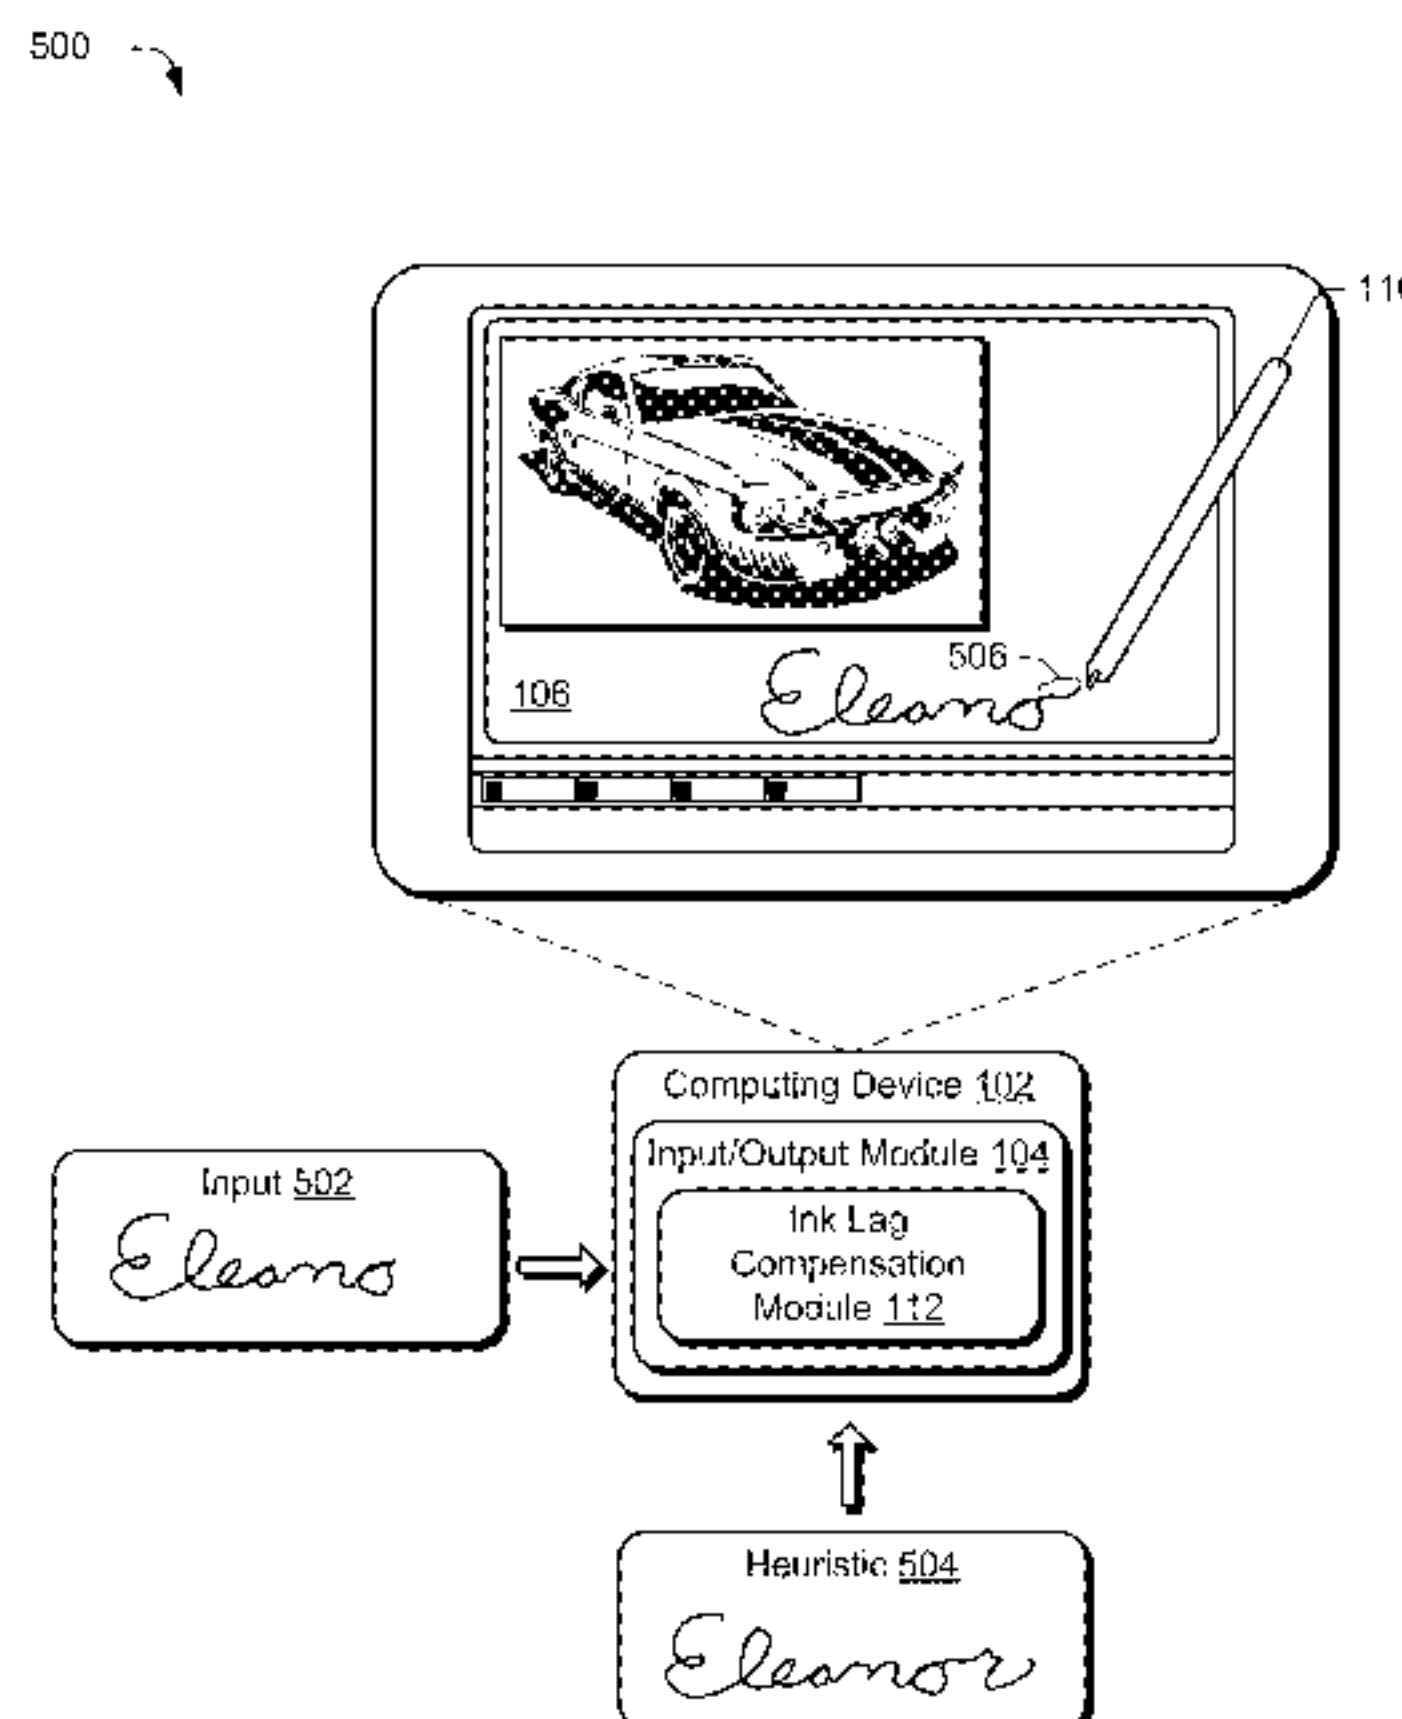 500
110
506
106
Eleano
Computing Device 102
Input/Output Module 104
Ink Lag
Compensation
Module 112
Input 502
Eleano
Heuristic 504
Eleanor